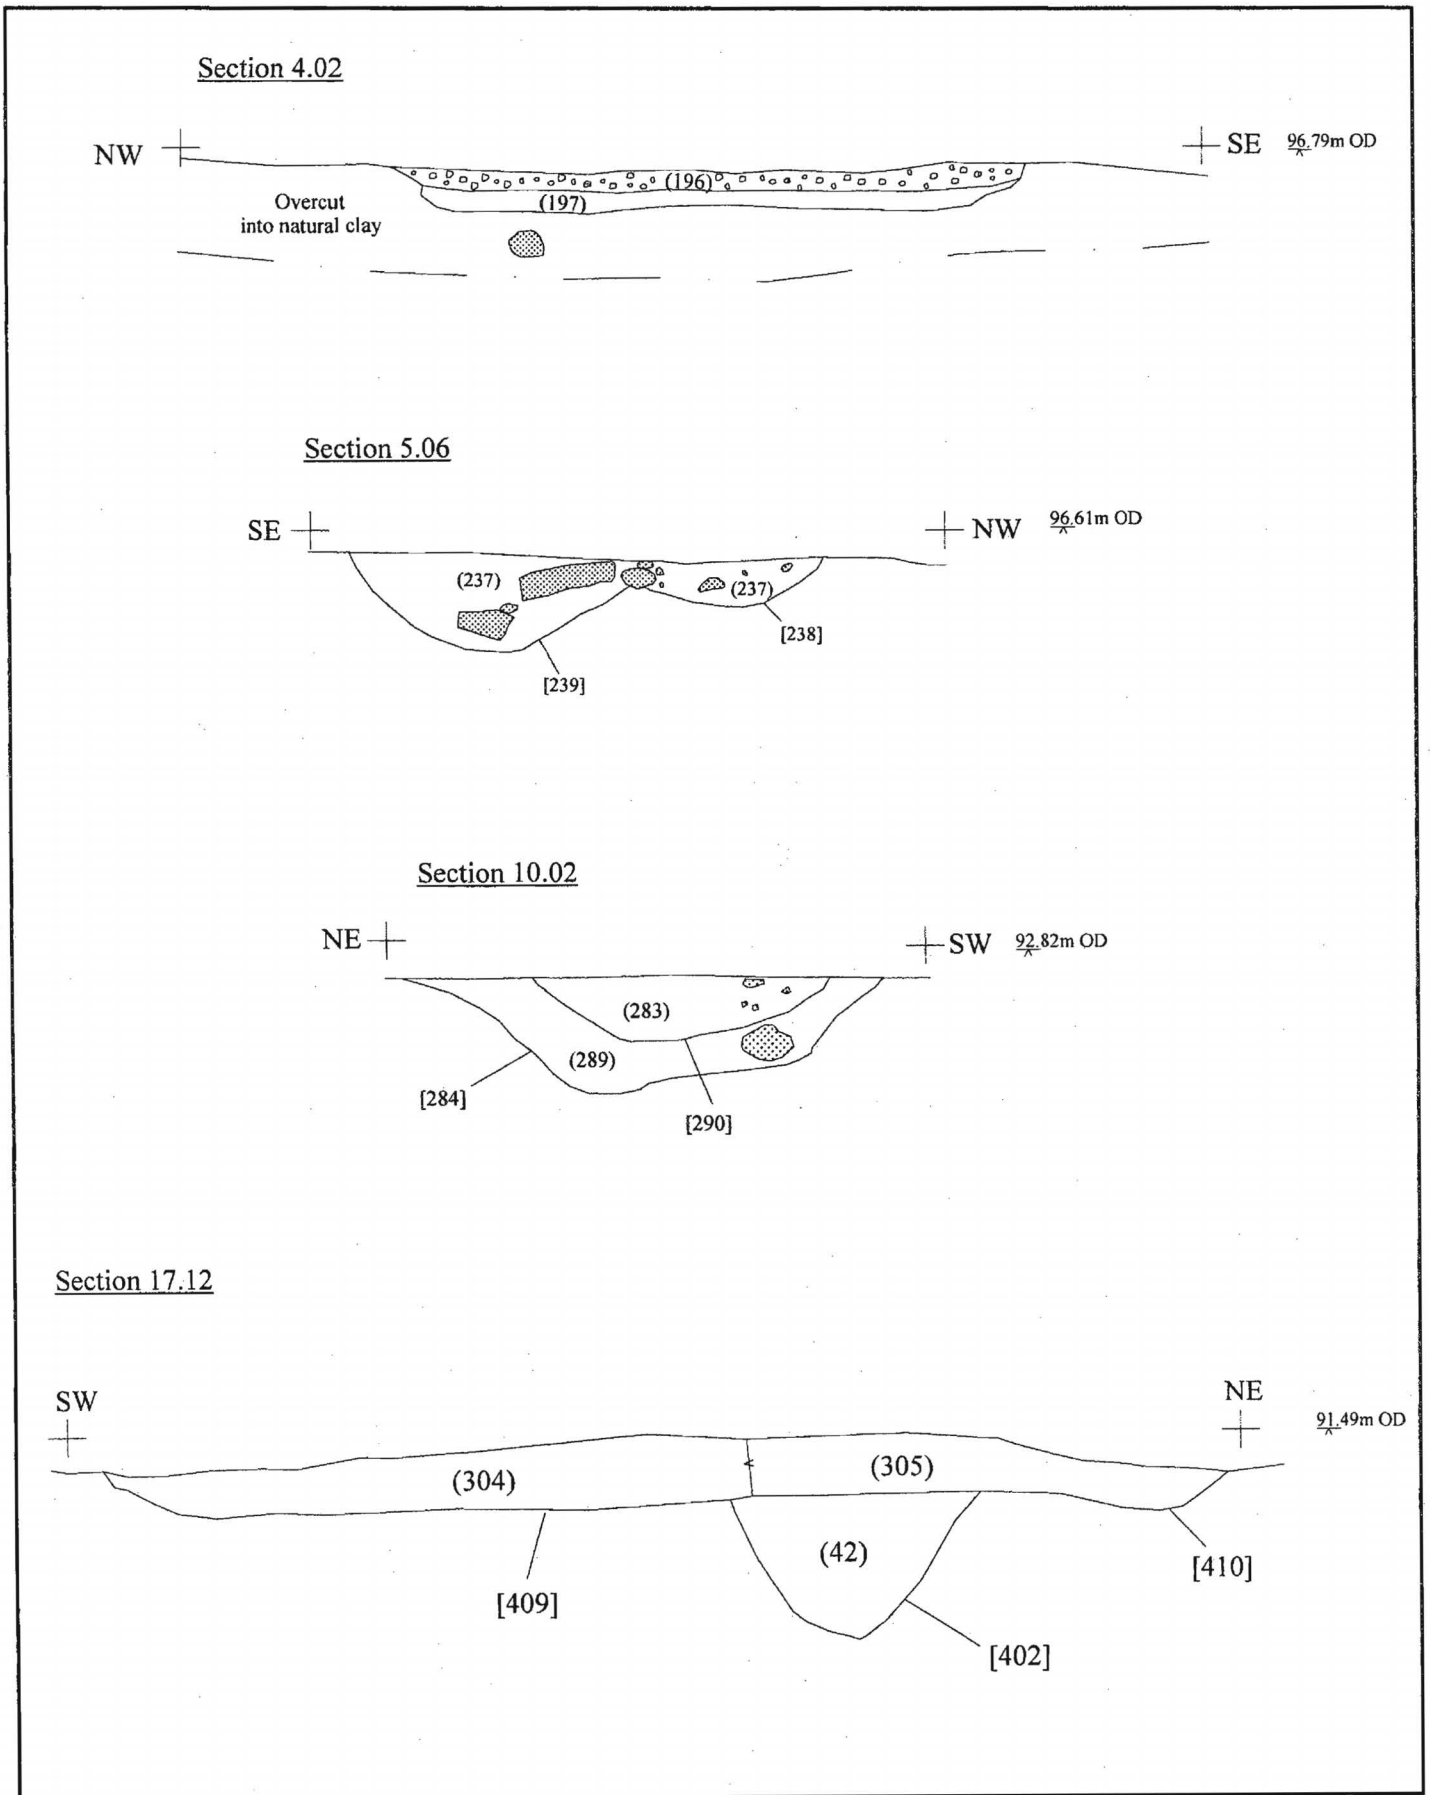 Section 4.02
NW
SE 96.79m OD
(196)
(197)
Overcut
into natural clay
Section 5.06
SE
NW 96.61m OD
(237)
(237)
[238]
[239]
Section 10.02
NE
SW 92.82m OD
(283)
(289)
[284]
[290]
Section 17.12
SW
NE
91.49m OD
(304)
(305)
(42)
[410]
[409]
[402]